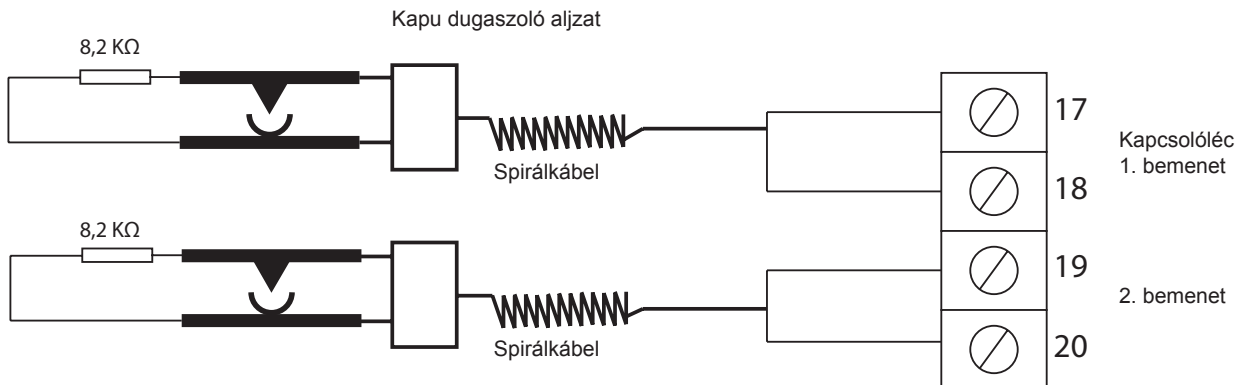 Kapu dugaszoló aljzat
8,2 KΩ
17
Kapcsolóléc
1. bemenet
Spirálkábel
18
8,2 KΩ
19
2. bemenet
Spirálkábel
20